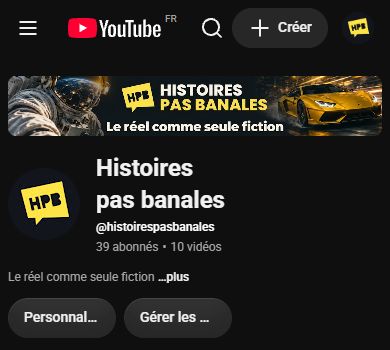 YouTube FR
Créer
HPB
HPB HISTOIRES
PAS BANALES
Le réel comme seule fiction
HPB
Histoires
pas banales
@histoirespasbanales
39 abonnés • 10 vidéos
Le réel comme seule fiction ...plus
Personnal... Gérer les ...